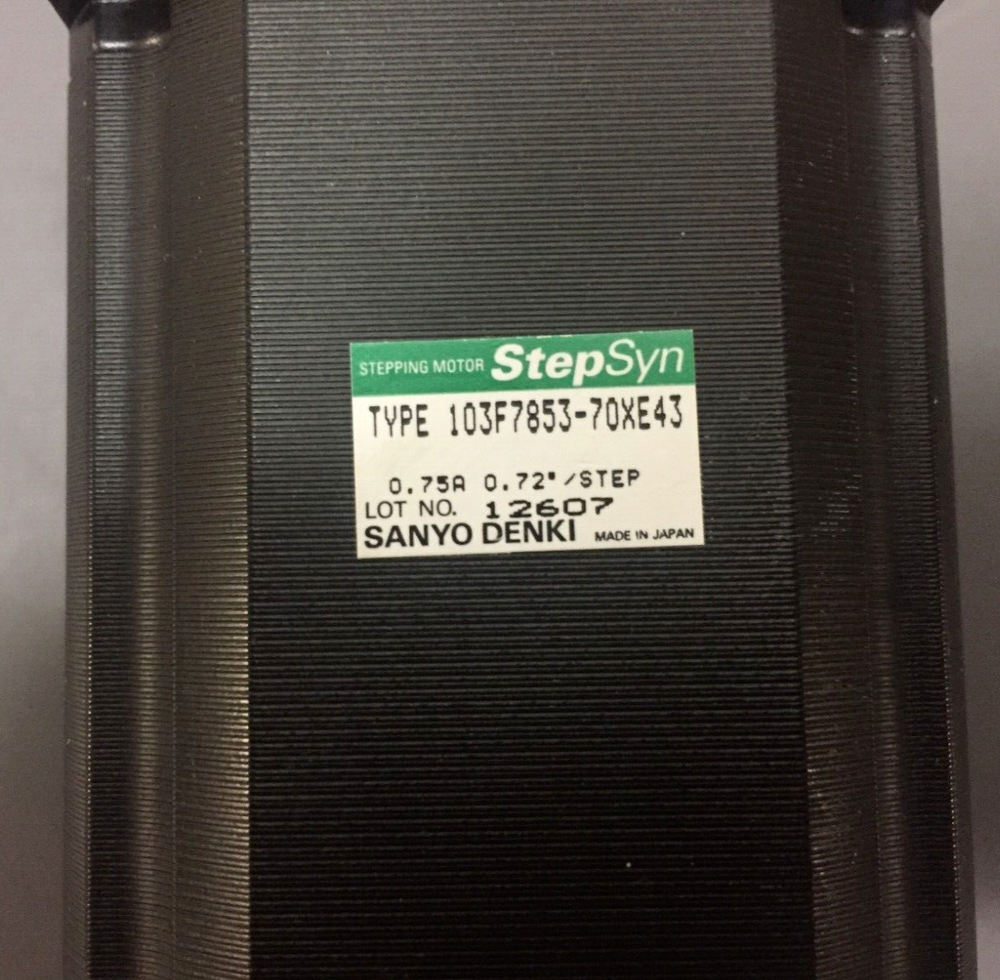 STEPPING MOTOR StepSyn
TYPE 103F7853-70XE43
0.75A 0.72°/STEP
LOT NO. 12607
SANYO DENKI MADE IN JAPAN